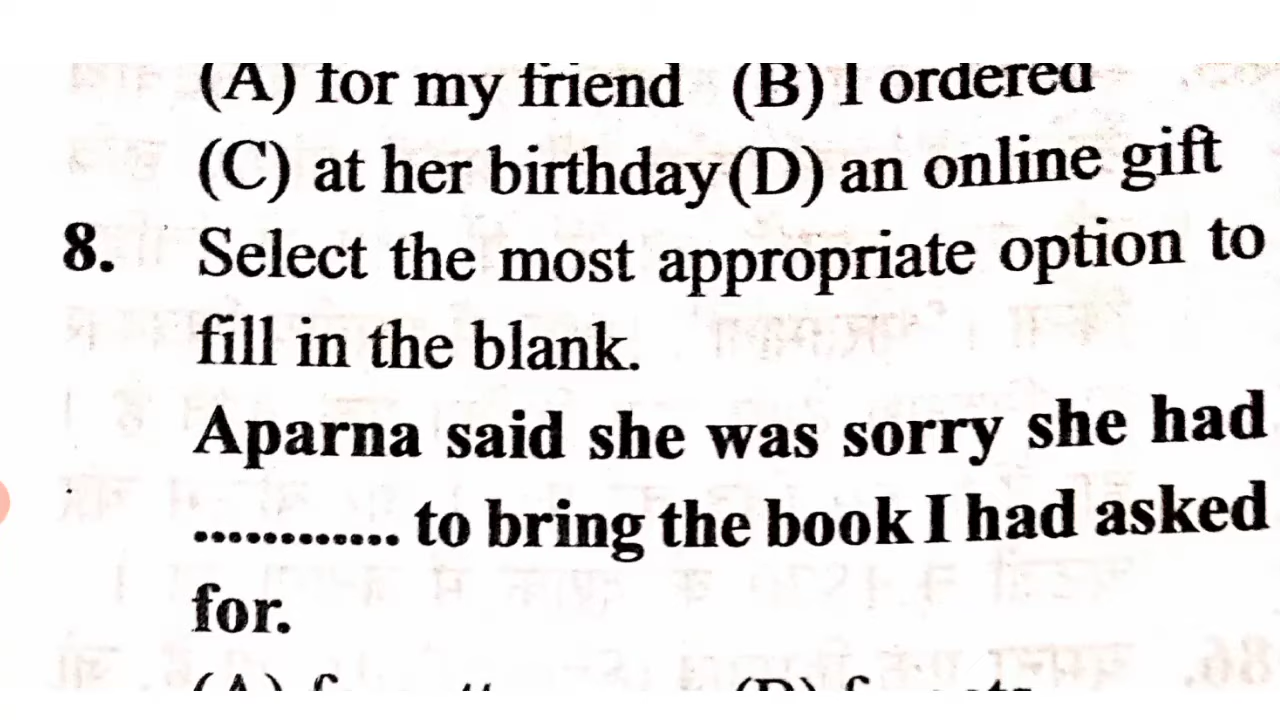 (A) for my friend (B) I ordered
(C) at her birthday (D) an online gift
8. Select the most appropriate option to
fill in the blank.
Aparna said she was sorry she had
............. to bring the book I had asked
for.